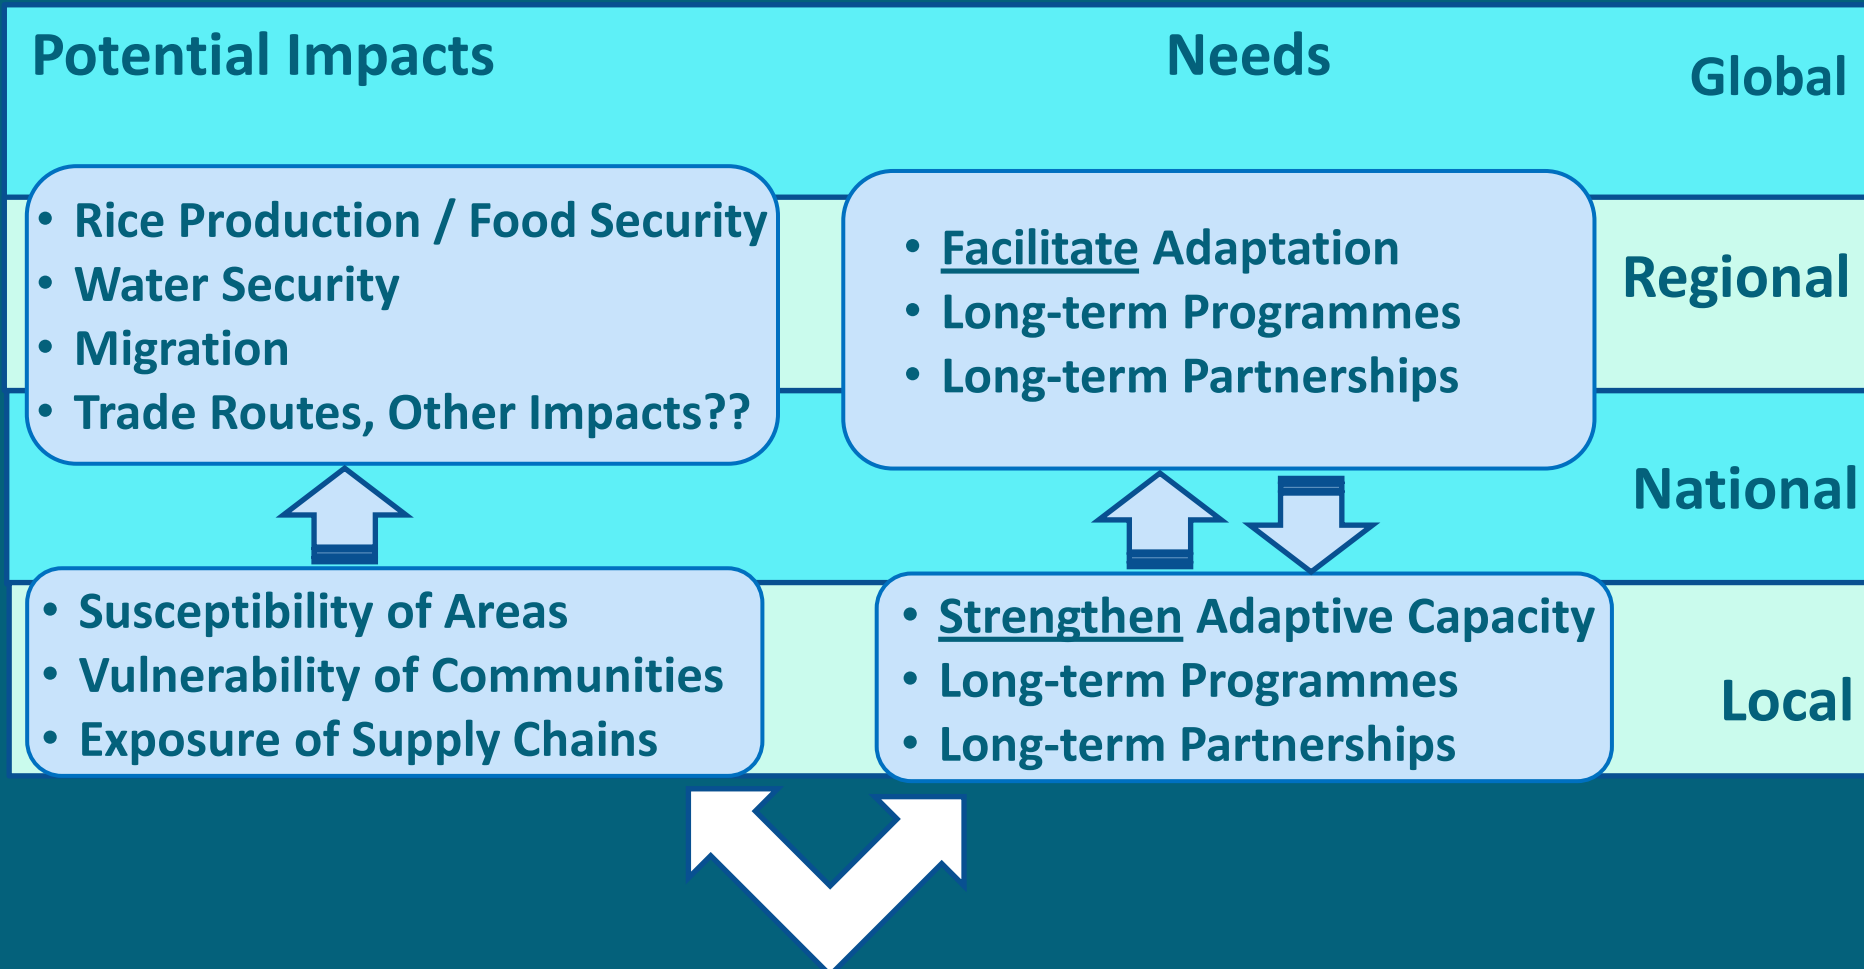 Potential Impacts
Needs
Global
• Rice Production / Food Security
• Water Security
• Migration
• Trade Routes, Other Impacts??
• Facilitate Adaptation
• Long-term Programmes
• Long-term Partnerships
Regional
National
• Susceptibility of Areas
• Vulnerability of Communities
• Exposure of Supply Chains
• Strengthen Adaptive Capacity
• Long-term Programmes
• Long-term Partnerships
Local